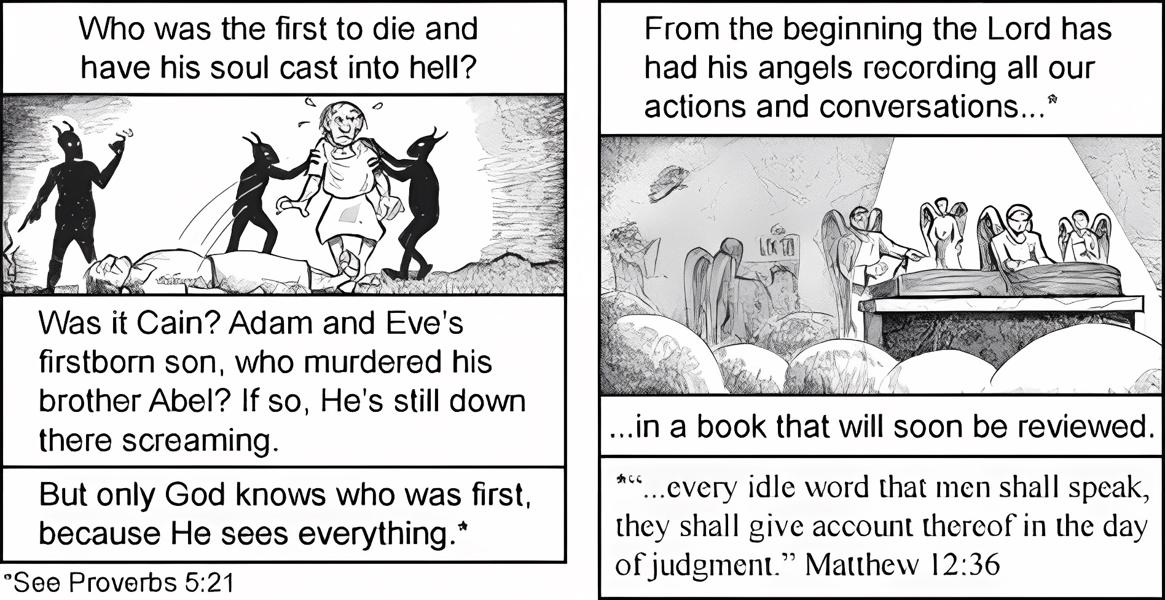 Who was the first to die and
have his soul cast into hell?
Was it Cain? Adam and Eve's
firstborn son, who murdered his
brother Abel? If so, He's still down
there screaming.
But only God knows who was first,
because He sees everything.*
*See Proverbs 5:21
From the beginning the Lord has
had his angels recording all our
actions and conversations...*
...in a book that will soon be reviewed.
*“...every idle word that men shall speak,
they shall give account thereof in the day
of judgment.” Matthew 12:36